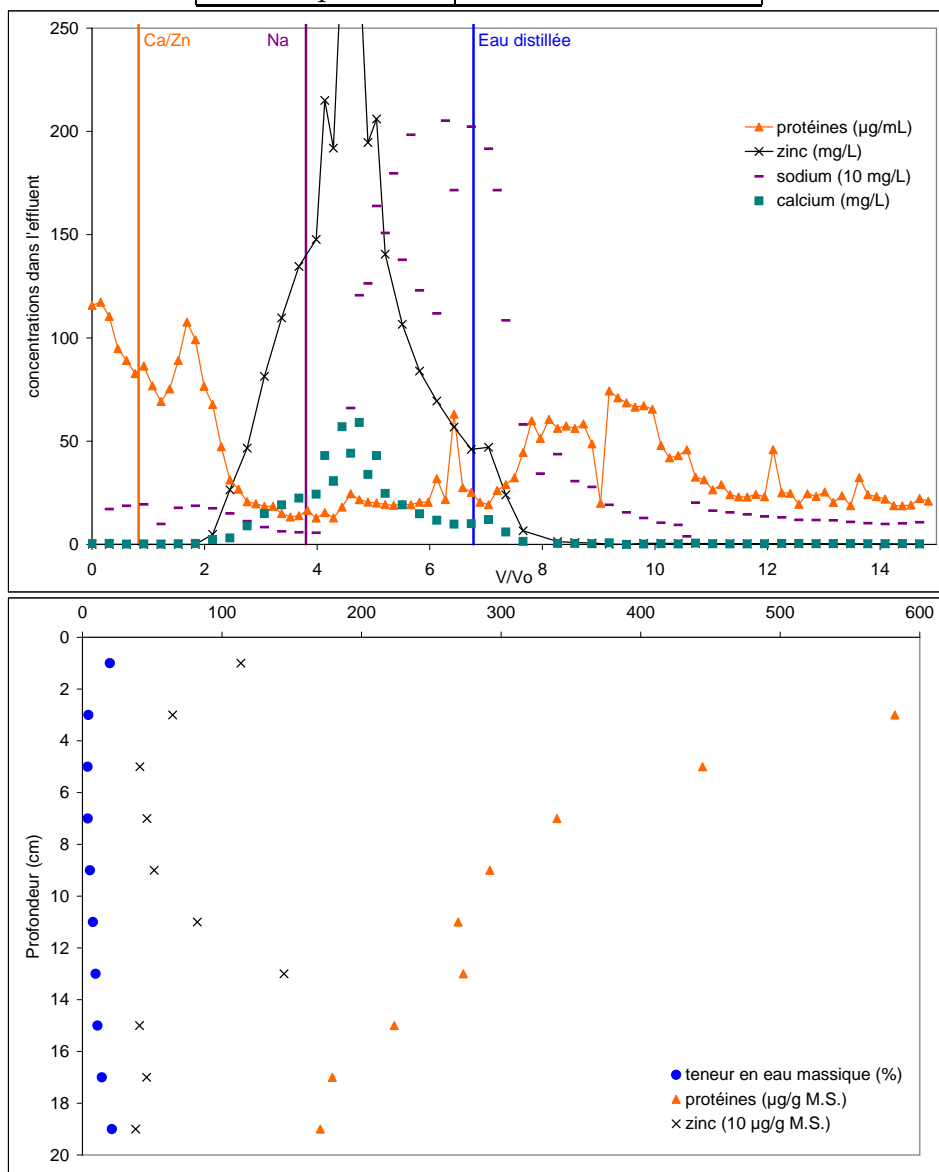 250
Ca/Zn
Na
Eau distillée
200
protéines (µg/mL)
zinc (mg/L)
sodium (10 mg/L)
calcium (mg/L)
150
concentrations dans l'effluent
100
50
0
0 2 4 6 8 10 12 14
V/Vo
0 100 200 300 400 500 600
0
2
4
6
8
Profondeur (cm)
10
12
14
16
teneur en eau massique (%)
protéines (µg/g M.S.)
zinc (10 µg/g M.S.)
18
20